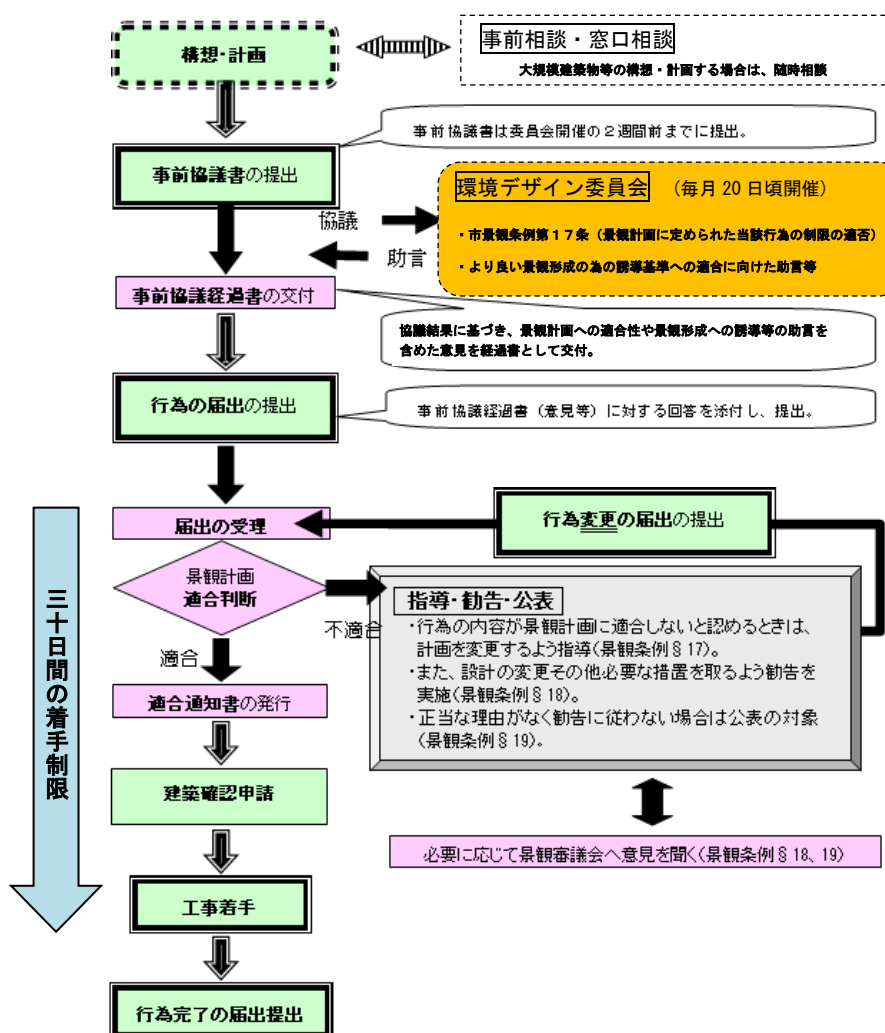 構想・計画
事前相談・窓口相談
大規模建築物等の構想・計画する場合は、随時相談
事前協議書は委員会開催の２週間前までに提出。
事前協議書の提出
環境デザイン委員会　（毎月 20 日頃開催）
・市景観条例第１７条（景観計画に定められた当該行為の制限の適否）
・より良い景観形成の為の誘導基準への適合に向けた助言等
協議
助言
事前協議経過書の交付
協議結果に基づき、景観計画への適合性や景観形成への誘導等の助言を
含めた意見を経過書として交付。
行為の届出の提出
事前協議経過書（意見等）に対する回答を添付し、提出。
届出の受理
行為変更の届出の提出
三十日間の着手制限
景観計画
適合判断
不適合
適合
指導・勧告・公表
・行為の内容が景観計画に適合しないと認めるときは、
計画を変更するよう指導（景観条例§17）。
・また、設計の変更その他必要な措置を取るよう勧告を
実施（景観条例§18）。
・正当な理由がなく勧告に従わない場合は公表の対象
（景観条例§19）。
適合通知書の発行
建築確認申請
必要に応じて景観審議会へ意見を聞く（景観条例§18、19）
工事着手
行為完了の届出提出